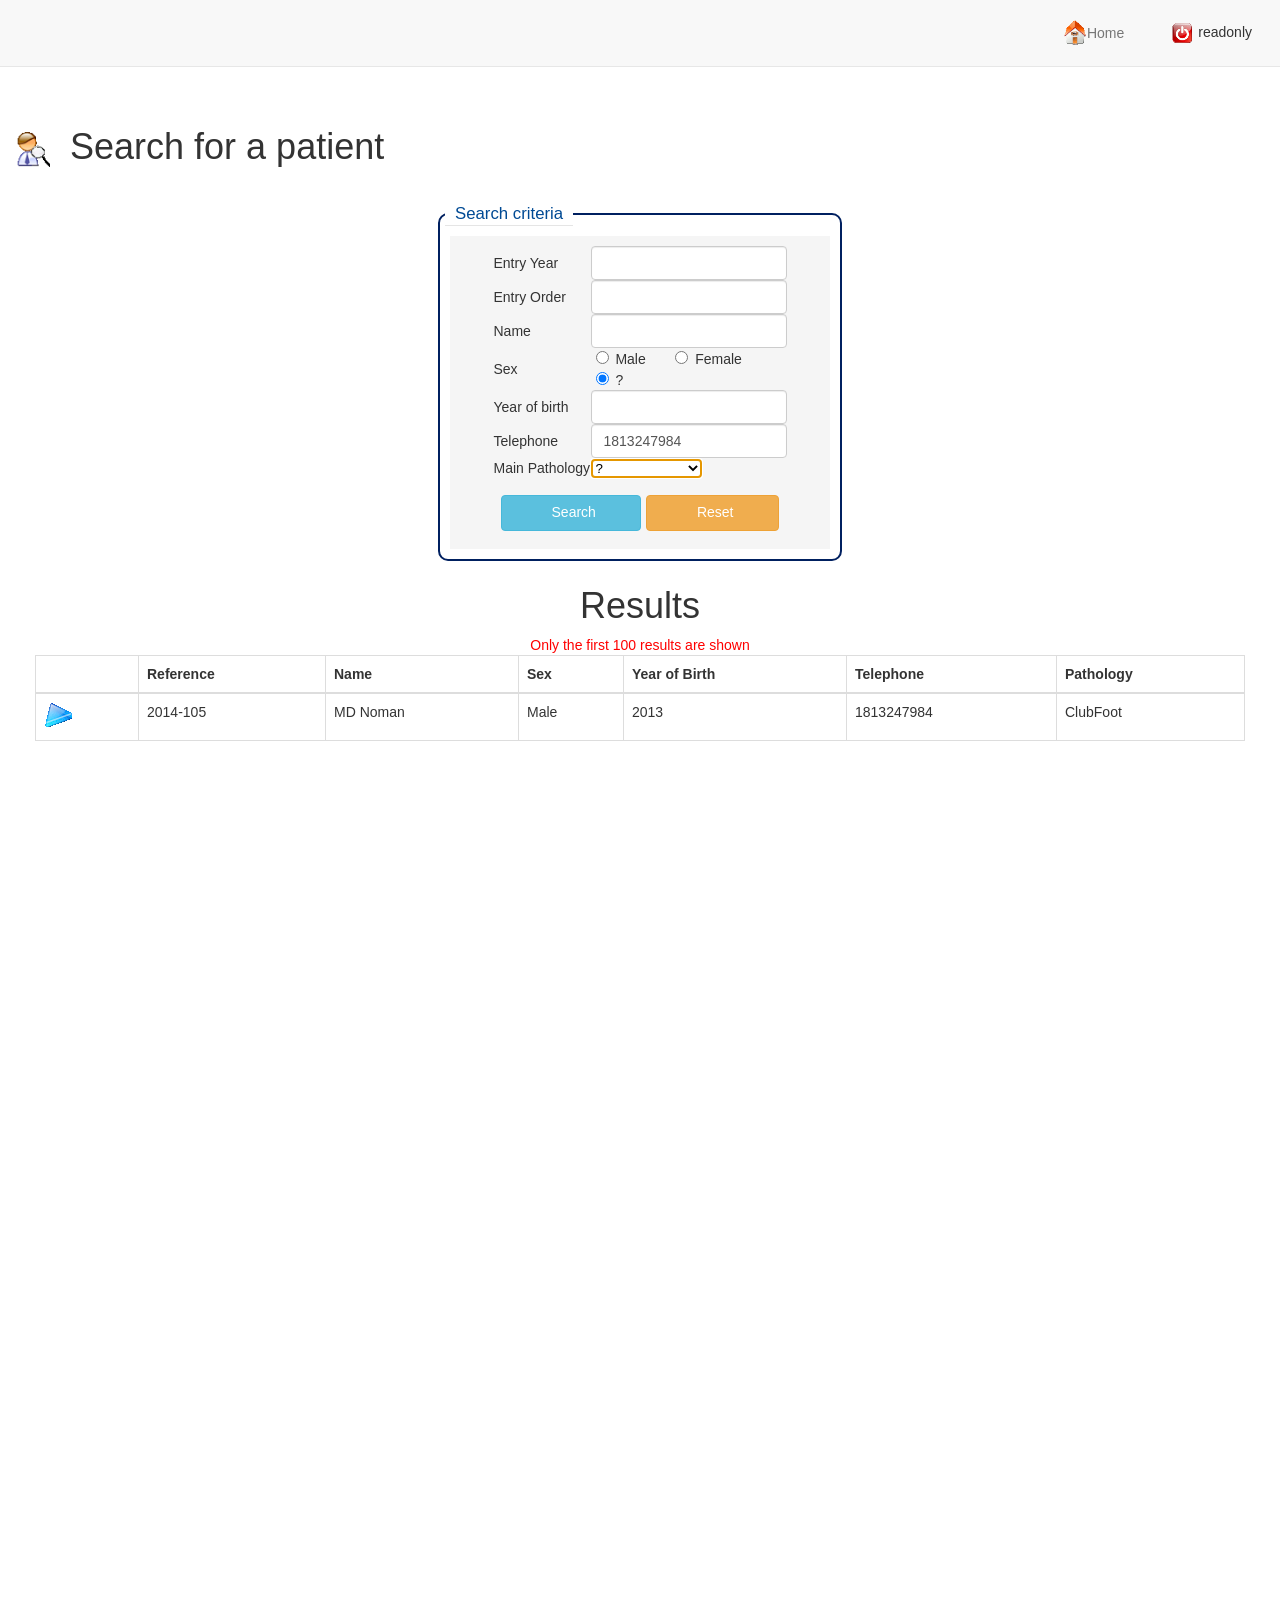 Home readonly
Search for a patient
Search criteria
Entry Year
Entry Order
Name
Sex Male Female
?
Year of birth
Telephone 1813247984
Main Pathology ?
Search Reset
Results
Only the first 100 results are shown
Reference Name Sex Year of Birth Telephone Pathology
2014-105 MD Noman Male 2013 1813247984 ClubFoot